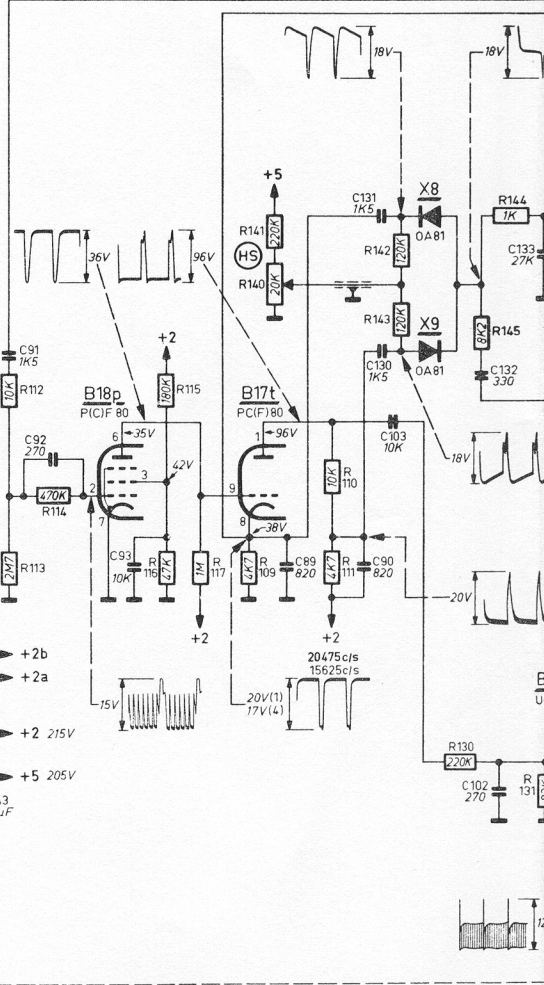 18V
18V
+5
C131
1K5
X8
OA81
R144
1K
R141
220K
HS
R140
20K
R142
120K
C133
27K
36V
96V
R143
120K
X9
OA81
R145
8K2
C130
1K5
C132
330
+2
C91
1K5
R112
10K
B18p
P(C)F 80
180K
R115
B17t
PC(F)80
6
35V
1
96V
C103
10K
18V
C92
270
470K
R114
2
3
42V
7
9
8
38V
10K
R
110
2M7
R113
C93
10K
R
116
47K
1M
R
117
4K7
R
109
C89
820
4K7
R
111
C90
820
20V
+2
+2
20475c/s
15625c/s
+2b
+2a
15V
20V(1)
17V(4)
+2 215V
+5 205V
R130
220K
C102
270
R
131